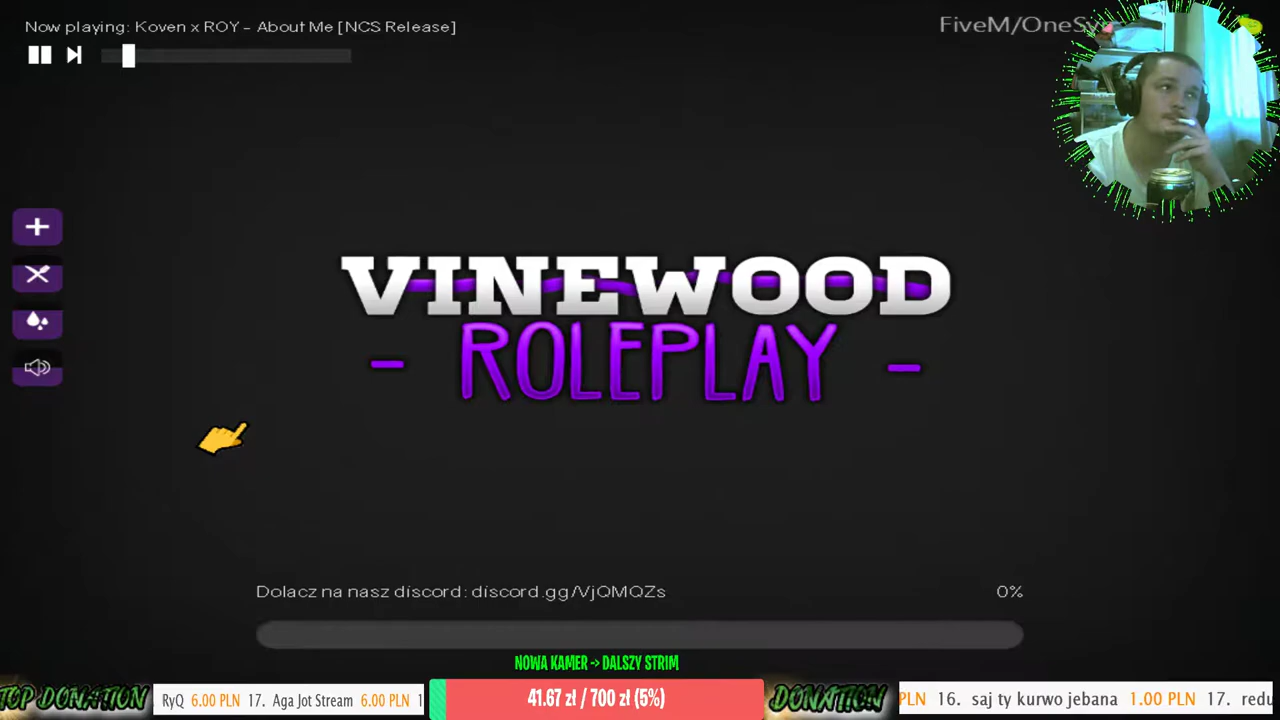 Now playing: Koven x ROY - About Me [NCS Release]
FiveM/OneSy
VINEWOOD
- ROLEPLAY -
Dolacz na nasz discord: discord.gg/VjQMQZs
0%
NOWA KAMER -> DALSZY STRIM
TOP DONATION
RyQ 6.00 PLN 17. Aga Jot Stream 6.00 PLN 1
41.67 zł / 700 zł (5%)
DONATION
PLN 16. saj ty kurwo jebana 1.00 PLN 17. redu